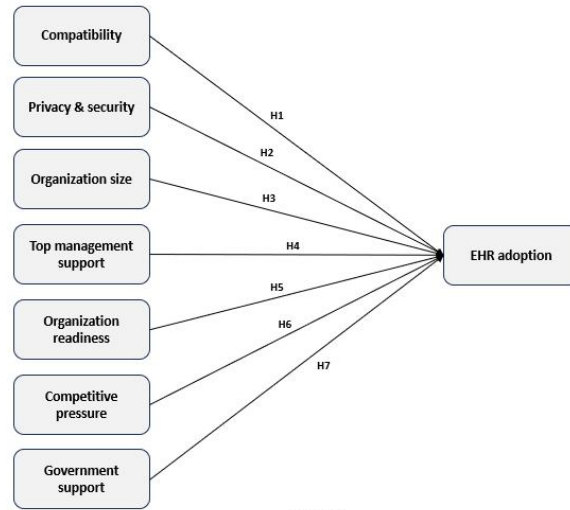 Compatibility
H1
Privacy & security
H2
Organization size
H3
Top management
support
H4
EHR adoption
Organization
readiness
H5
H6
Competitive
pressure
H7
Government
support